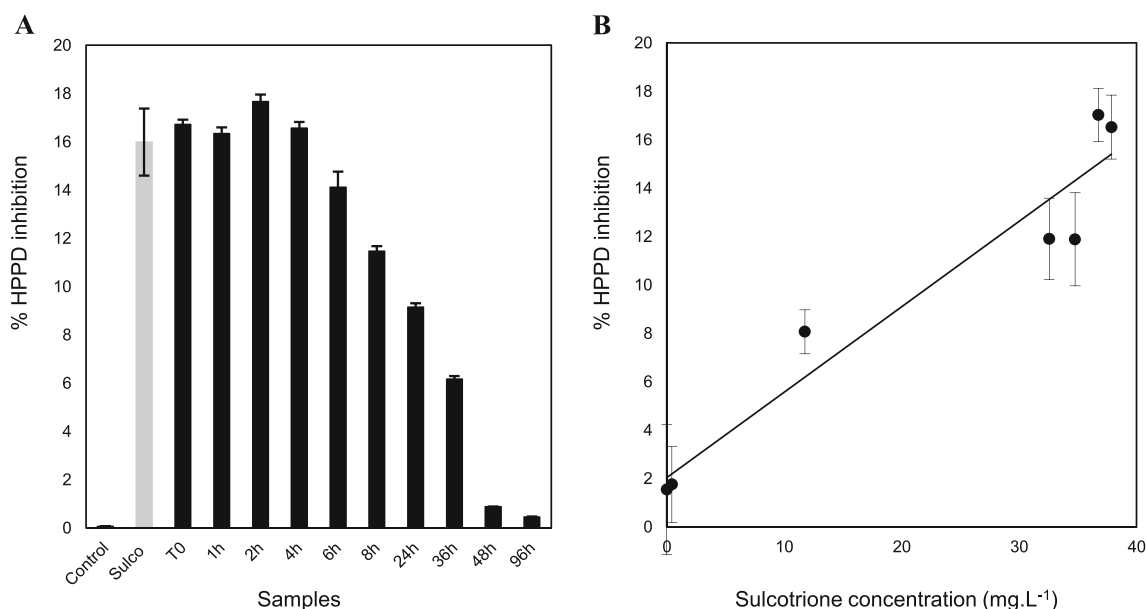 A
% HPPD inhibition
20
18
16
14
12
10
8
6
4
2
0
Control
Sulco
T0
1h
2h
4h
6h
8h
24h
36h
48h
96h
Samples
B
% HPPD inhibition
20
18
16
14
12
10
8
6
4
2
0
0
10
20
30
40
Sulcotrione concentration (mg.L⁻¹)